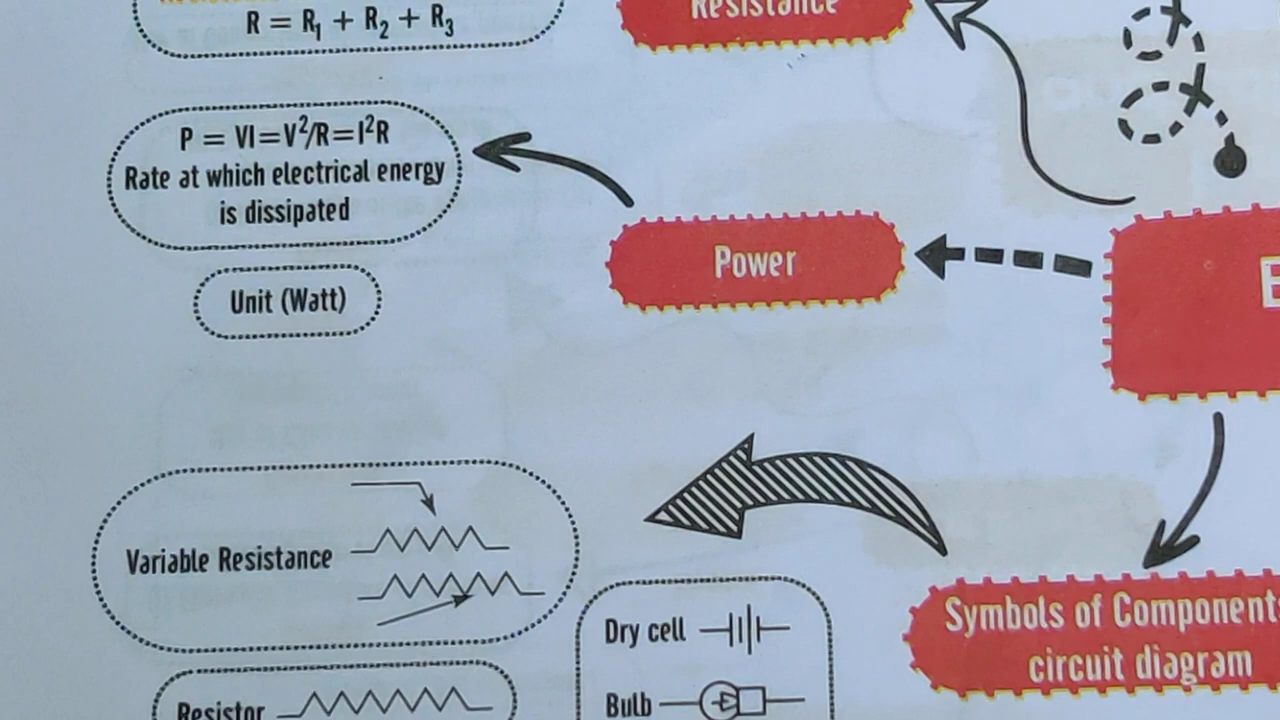 R = R₁ + R₂ + R₃
Resistance
P = VI=V²/R=I²R
Rate at which electrical energy
is dissipated
Power
Unit (Watt)
Variable Resistance
Dry cell
Symbols of Component
circuit diagram
Resistor
Bulb